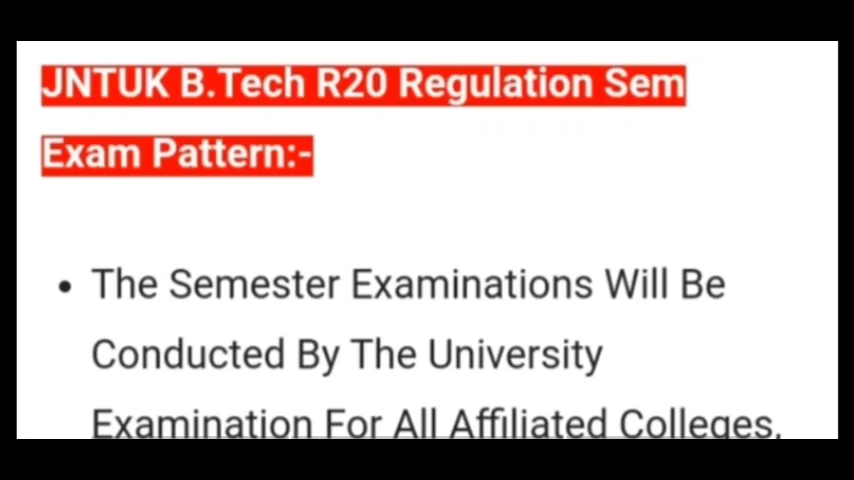 JNTUK B.Tech R20 Regulation Sem
Exam Pattern:-
• The Semester Examinations Will Be
Conducted By The University
Examination For All Affiliated Colleges,